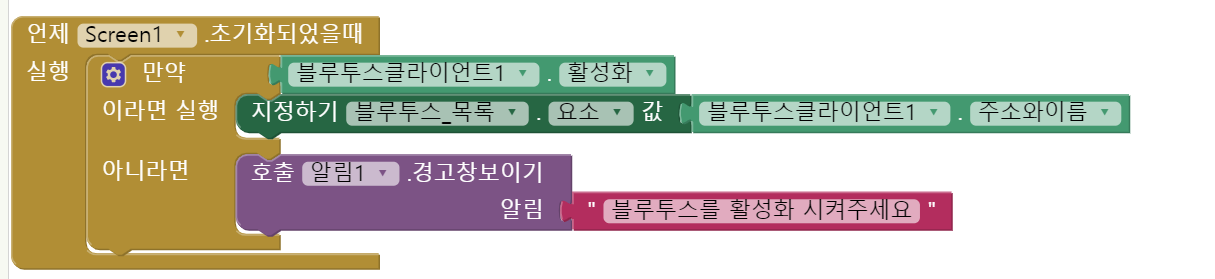 언제 Screen1 .초기화되었을때
실행 만약 블루투스클라이언트1 . 활성화
이라면 실행 지정하기 블루투스_목록 . 요소 값 블루투스클라이언트1 . 주소와이름
아니라면 호출 알림1 .경고창보이기
알림 " 블루투스를 활성화 시켜주세요 "